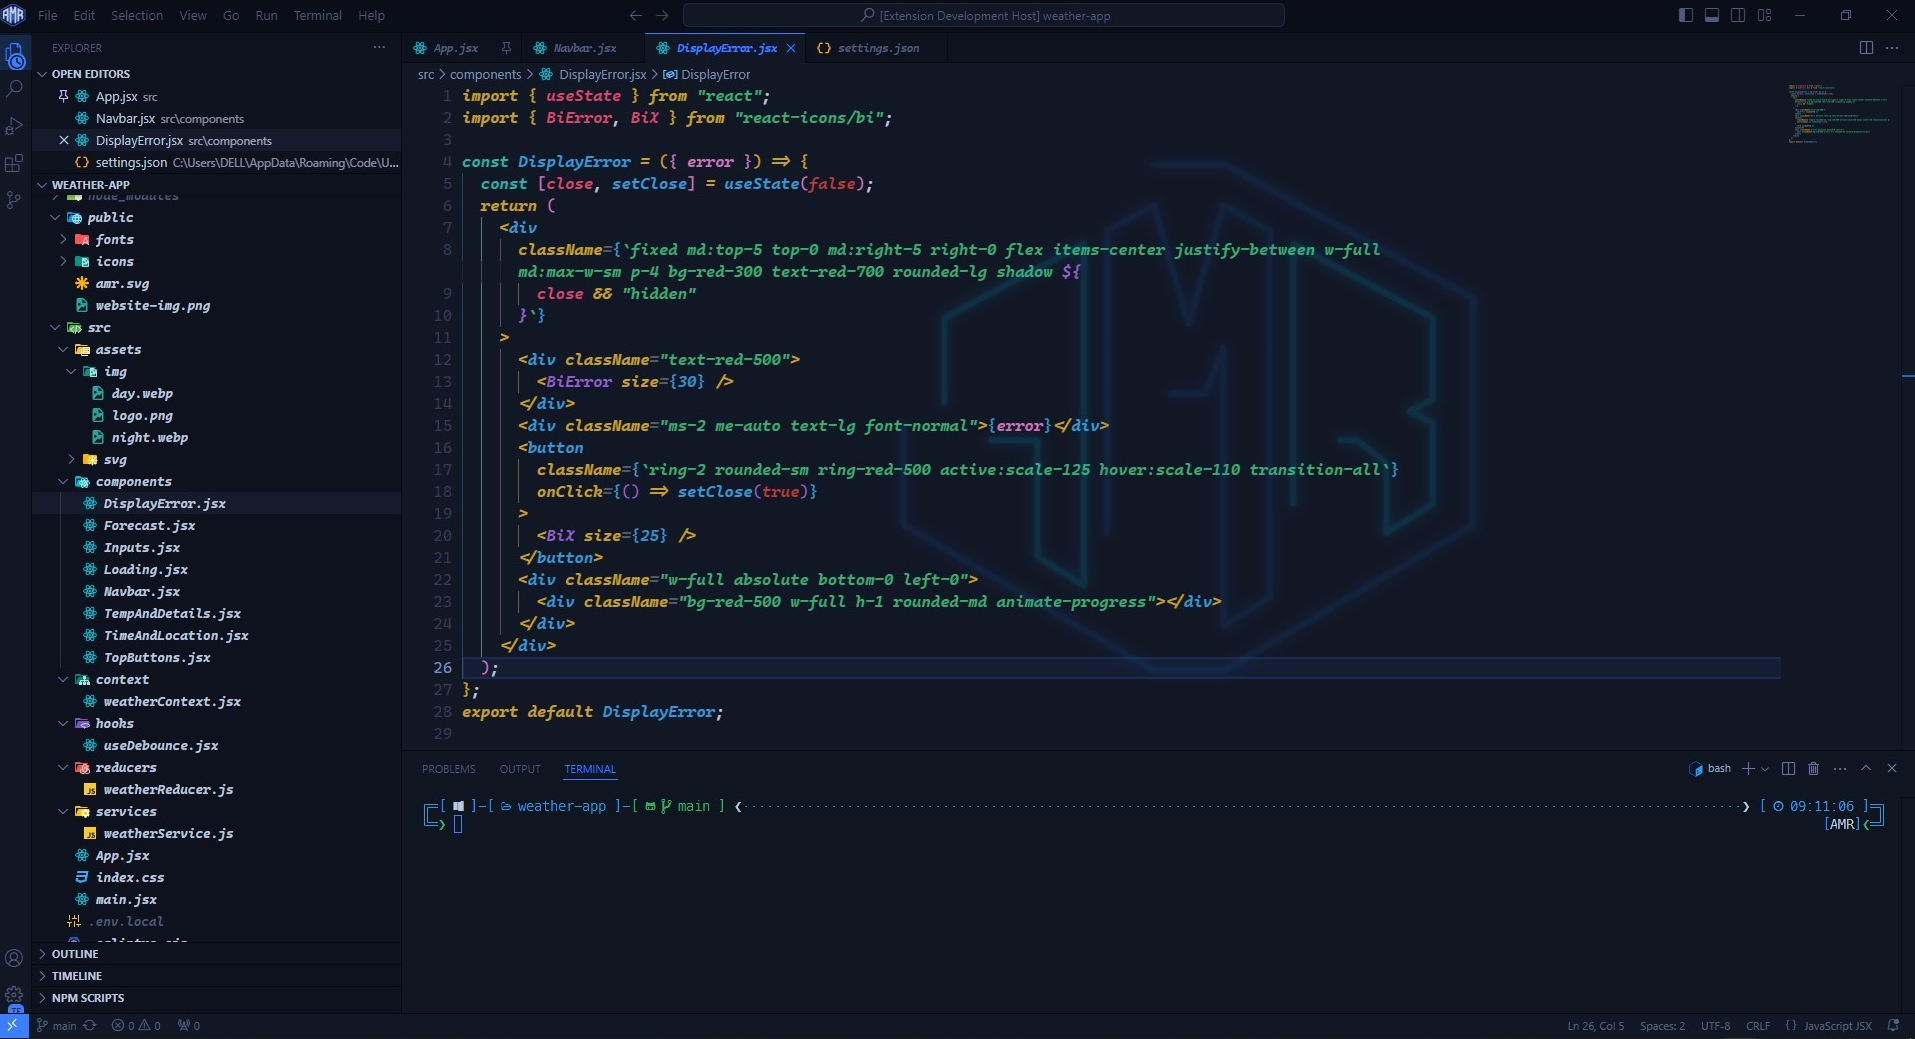 AMR File Edit Selection View Go Run Terminal Help [Extension Development Host] weather-app
EXPLORER
OPEN EDITORS
App.jsx src
Navbar.jsx src\components
DisplayError.jsx src\components
settings.json C:\Users\DELL\AppData\Roaming\Code\U...
WEATHER-APP
node_modules
public
fonts
icons
amr.svg
website-img.png
src
assets
img
day.webp
logo.png
night.webp
svg
components
DisplayError.jsx
Forecast.jsx
Inputs.jsx
Loading.jsx
Navbar.jsx
TempAndDetails.jsx
TimeAndLocation.jsx
TopButtons.jsx
context
weatherContext.jsx
hooks
useDebounce.jsx
reducers
weatherReducer.js
services
weatherService.js
App.jsx
index.css
main.jsx
.env.local
OUTLINE
TIMELINE
NPM SCRIPTS
App.jsx Navbar.jsx DisplayError.jsx settings.json
src > components > DisplayError.jsx > DisplayError
1 import { useState } from "react";
2 import { BiError, BiX } from "react-icons/bi";
3
4 const DisplayError = ({ error }) => {
5 const [close, setClose] = useState(false);
6 return (
7 <div
8 className={`fixed md:top-5 top-0 md:right-5 right-0 flex items-center justify-between w-full
md:max-w-sm p-4 bg-red-300 text-red-700 rounded-lg shadow ${
9 close && "hidden"
10 }`}
11 >
12 <div className="text-red-500">
13 <BiError size={30} />
14 </div>
15 <div className="ms-2 me-auto text-lg font-normal">{error}</div>
16 <button
17 className={`ring-2 rounded-sm ring-red-500 active:scale-125 hover:scale-110 transition-all`}
18 onClick={() => setClose(true)}
19 >
20 <BiX size={25} />
21 </button>
22 <div className="w-full absolute bottom-0 left-0">
23 <div className="bg-red-500 w-full h-1 rounded-md animate-progress"></div>
24 </div>
25 </div>
26 );
27 };
28 export default DisplayError;
29
PROBLEMS OUTPUT TERMINAL bash
[ ]-[ weather-app ]-[ main ] [ 09:11:06 ]
[AMR]
main 0 0 0 Ln 26, Col 5 Spaces: 2 UTF-8 CRLF {} JavaScript JSX